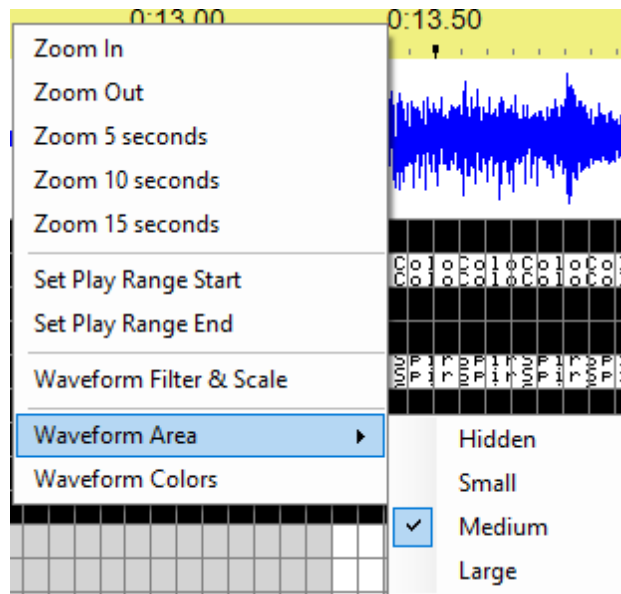 0:13.00
0:13.50
Zoom In
Zoom Out
Zoom 5 seconds
Zoom 10 seconds
Zoom 15 seconds
Set Play Range Start
Set Play Range End
Waveform Filter & Scale
Waveform Area
Waveform Colors
Hidden
Small
Medium
Large